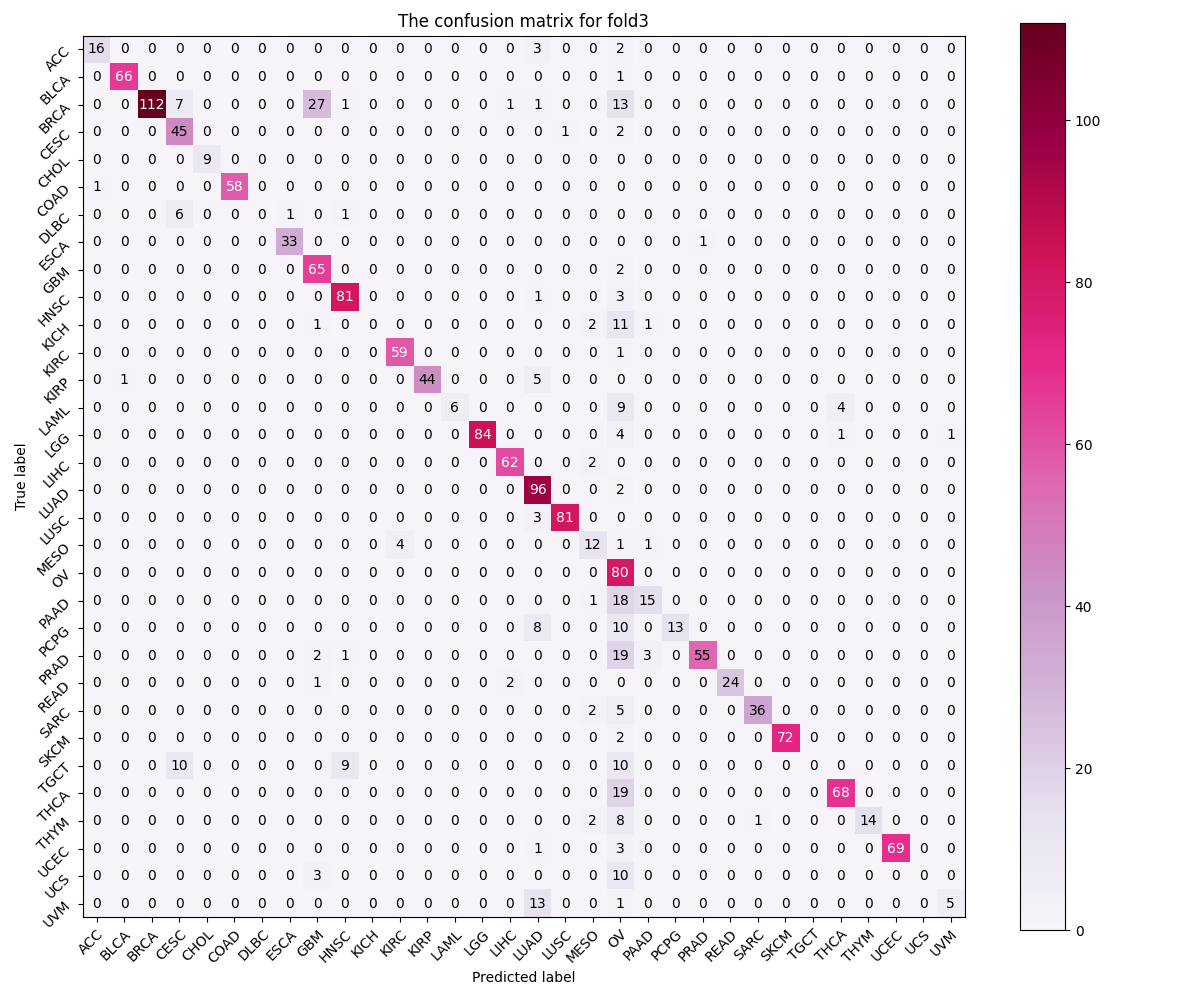 The confusion matrix for fold3
ACC 16 0 0 0 0 0 0 0 0 0 0 0 0 0 0 0 3 0 0 2 0 0 0 0 0 0 0 0 0 0 0 0
BLCA 0 66 0 0 0 0 0 0 0 0 0 0 0 0 0 0 0 0 0 1 0 0 0 0 0 0 0 0 0 0 0 0
BRCA 0 0 112 7 0 0 0 0 27 1 0 0 0 0 0 1 1 0 0 13 0 0 0 0 0 0 0 0 0 0 0 0
CESC 0 0 0 45 0 0 0 0 0 0 0 0 0 0 0 0 0 1 0 2 0 0 0 0 0 0 0 0 0 0 0 0
CHOL 0 0 0 0 9 0 0 0 0 0 0 0 0 0 0 0 0 0 0 0 0 0 0 0 0 0 0 0 0 0 0 0
COAD 1 0 0 0 0 58 0 0 0 0 0 0 0 0 0 0 0 0 0 0 0 0 0 0 0 0 0 0 0 0 0 0
DLBC 0 0 0 6 0 0 0 1 0 1 0 0 0 0 0 0 0 0 0 0 0 0 0 0 0 0 0 0 0 0 0 0
ESCA 0 0 0 0 0 0 0 33 0 0 0 0 0 0 0 0 0 0 0 0 0 0 1 0 0 0 0 0 0 0 0 0
GBM 0 0 0 0 0 0 0 0 65 0 0 0 0 0 0 0 0 0 0 2 0 0 0 0 0 0 0 0 0 0 0 0
HNSC 0 0 0 0 0 0 0 0 0 81 0 0 0 0 0 0 1 0 0 3 0 0 0 0 0 0 0 0 0 0 0 0
KICH 0 0 0 0 0 0 0 0 1 0 0 0 0 0 0 0 0 0 2 11 1 0 0 0 0 0 0 0 0 0 0 0
KIRC 0 0 0 0 0 0 0 0 0 0 0 59 0 0 0 0 0 0 0 1 0 0 0 0 0 0 0 0 0 0 0 0
KIRP 0 1 0 0 0 0 0 0 0 0 0 0 44 0 0 0 5 0 0 0 0 0 0 0 0 0 0 0 0 0 0 0
LAML 0 0 0 0 0 0 0 0 0 0 0 0 0 6 0 0 0 0 0 9 0 0 0 0 0 0 0 4 0 0 0 0
LGG 0 0 0 0 0 0 0 0 0 0 0 0 0 0 84 0 0 0 0 4 0 0 0 0 0 0 0 1 0 0 0 1
LIHC 0 0 0 0 0 0 0 0 0 0 0 0 0 0 0 62 0 0 2 0 0 0 0 0 0 0 0 0 0 0 0 0
LUAD 0 0 0 0 0 0 0 0 0 0 0 0 0 0 0 0 96 0 0 2 0 0 0 0 0 0 0 0 0 0 0 0
LUSC 0 0 0 0 0 0 0 0 0 0 0 0 0 0 0 0 3 81 0 0 0 0 0 0 0 0 0 0 0 0 0 0
MESO 0 0 0 0 0 0 0 0 0 0 0 4 0 0 0 0 0 0 12 1 1 0 0 0 0 0 0 0 0 0 0 0
OV 0 0 0 0 0 0 0 0 0 0 0 0 0 0 0 0 0 0 0 80 0 0 0 0 0 0 0 0 0 0 0 0
PAAD 0 0 0 0 0 0 0 0 0 0 0 0 0 0 0 0 0 0 1 18 15 0 0 0 0 0 0 0 0 0 0 0
PCPG 0 0 0 0 0 0 0 0 0 0 0 0 0 0 0 0 8 0 0 10 0 13 0 0 0 0 0 0 0 0 0 0
PRAD 0 0 0 0 0 0 0 0 2 1 0 0 0 0 0 0 0 0 0 19 3 0 55 0 0 0 0 0 0 0 0 0
READ 0 0 0 0 0 0 0 0 1 0 0 0 0 0 0 2 0 0 0 0 0 0 0 24 0 0 0 0 0 0 0 0
SARC 0 0 0 0 0 0 0 0 0 0 0 0 0 0 0 0 0 0 2 5 0 0 0 0 36 0 0 0 0 0 0 0
SKCM 0 0 0 0 0 0 0 0 0 0 0 0 0 0 0 0 0 0 0 2 0 0 0 0 0 72 0 0 0 0 0 0
TGCT 0 0 0 10 0 0 0 0 0 9 0 0 0 0 0 0 0 0 0 10 0 0 0 0 0 0 0 0 0 0 0 0
THCA 0 0 0 0 0 0 0 0 0 0 0 0 0 0 0 0 0 0 0 19 0 0 0 0 0 0 0 68 0 0 0 0
THYM 0 0 0 0 0 0 0 0 0 0 0 0 0 0 0 0 0 0 2 8 0 0 0 0 1 0 0 0 14 0 0 0
UCEC 0 0 0 0 0 0 0 0 0 0 0 0 0 0 0 0 1 0 0 3 0 0 0 0 0 0 0 0 0 69 0 0
UCS 0 0 0 0 0 0 0 0 3 0 0 0 0 0 0 0 0 0 0 10 0 0 0 0 0 0 0 0 0 0 0 0
UVM 0 0 0 0 0 0 0 0 0 0 0 0 0 0 0 0 13 0 0 1 0 0 0 0 0 0 0 0 0 0 0 5
ACC BLCA BRCA CESC CHOL COAD DLBC ESCA GBM HNSC KICH KIRC KIRP LAML LGG LIHC LUAD LUSC MESO OV PAAD PCPG PRAD READ SARC SKCM TGCT THCA THYM UCEC UCS UVM
Predicted label
True label
100
80
60
40
20
0